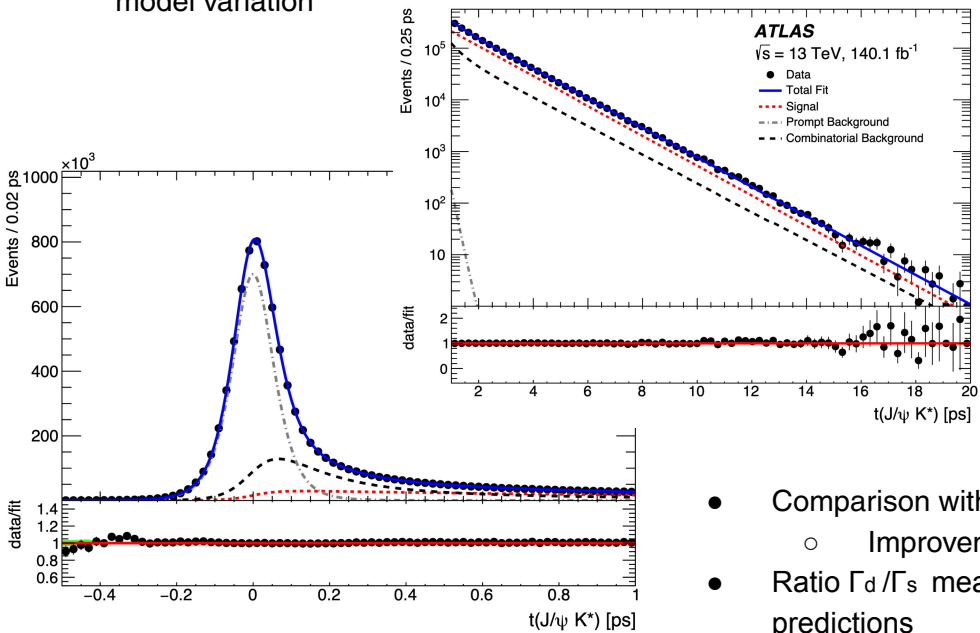 model variation
Events / 0.25 ps
10⁵
10⁴
10³
10²
10
ATLAS
√s = 13 TeV, 140.1 fb⁻¹
Data
Total Fit
Signal
Prompt Background
Combinatorial Background
data/fit
2
1
0
2 4 6 8 10 12 14 16 18 20
t(J/ψ K*) [ps]
×10³
Events / 0.02 ps
1000
800
600
400
200
data/fit
1.4
1.2
1
0.8
0.6
−0.4 −0.2 0 0.2 0.4 0.6 0.8 1
t(J/ψ K*) [ps]
● Comparison with
○ Improver
● Ratio Γd /Γs mea
predictions